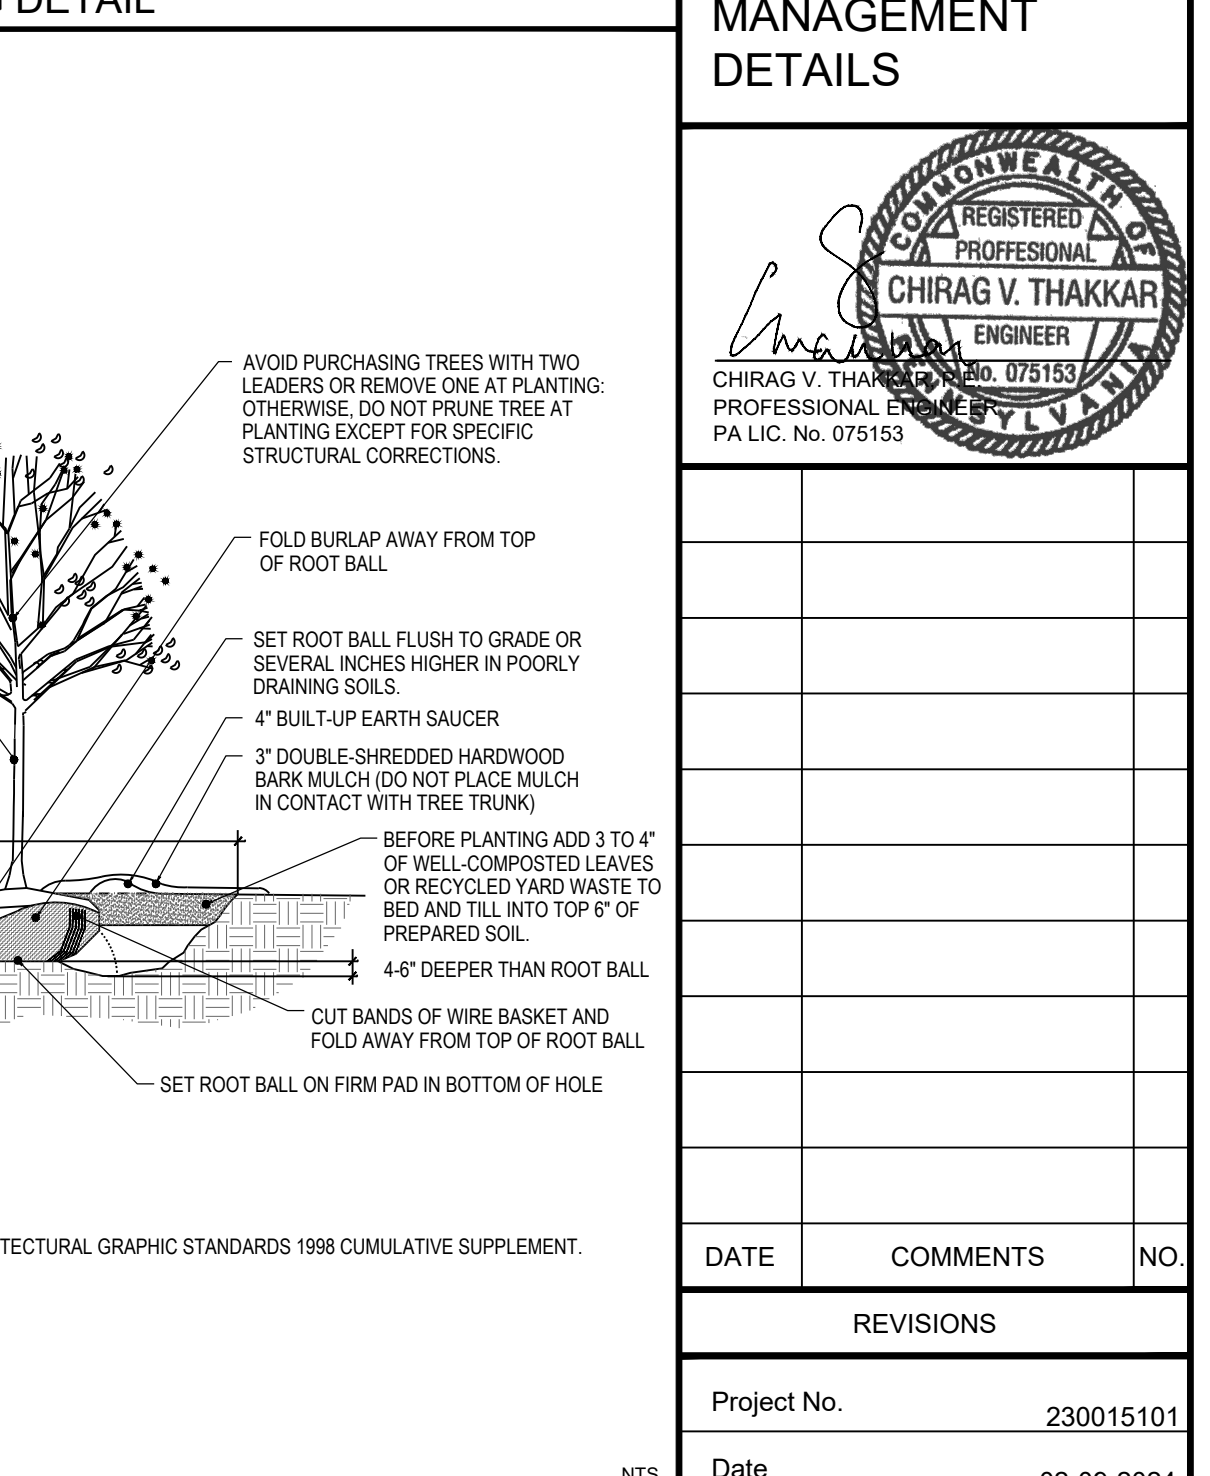 DETAIL
MANAGEMENT
DETAILS
COMMONWEALTH OF
REGISTERED
PROFFESIONAL
CHIRAG V. THAKKAR
ENGINEER
No. 075153
PENNSYLVANIA
CHIRAG V. THAKKAR, P.E.
PROFESSIONAL ENGINEER
PA LIC. No. 075153
AVOID PURCHASING TREES WITH TWO
LEADERS OR REMOVE ONE AT PLANTING:
OTHERWISE, DO NOT PRUNE TREE AT
PLANTING EXCEPT FOR SPECIFIC
STRUCTURAL CORRECTIONS.
FOLD BURLAP AWAY FROM TOP
OF ROOT BALL
SET ROOT BALL FLUSH TO GRADE OR
SEVERAL INCHES HIGHER IN POORLY
DRAINING SOILS.
4" BUILT-UP EARTH SAUCER
3" DOUBLE-SHREDDED HARDWOOD
BARK MULCH (DO NOT PLACE MULCH
IN CONTACT WITH TREE TRUNK)
BEFORE PLANTING ADD 3 TO 4"
OF WELL-COMPOSTED LEAVES
OR RECYCLED YARD WASTE TO
BED AND TILL INTO TOP 6" OF
PREPARED SOIL.
4-6" DEEPER THAN ROOT BALL
CUT BANDS OF WIRE BASKET AND
FOLD AWAY FROM TOP OF ROOT BALL
SET ROOT BALL ON FIRM PAD IN BOTTOM OF HOLE
TECTURAL GRAPHIC STANDARDS 1998 CUMULATIVE SUPPLEMENT.
NTS
DATE COMMENTS NO.
REVISIONS
Project No. 230015101
Date